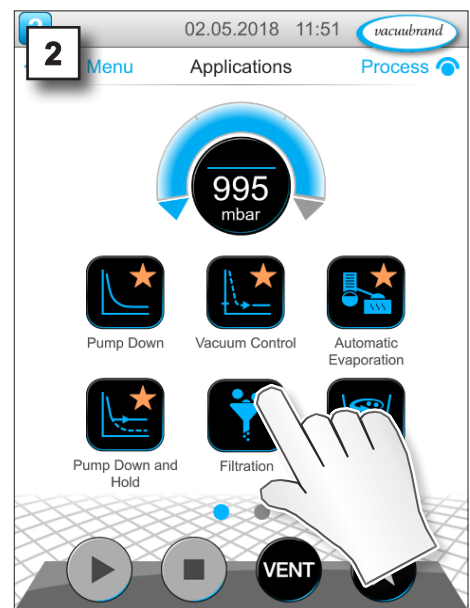 02.05.2018 11:51 vacuubrand
2
Menu Applications Process
995
mbar
Pump Down Vacuum Control Automatic
Evaporation
Pump Down and
Hold
Filtration
VENT